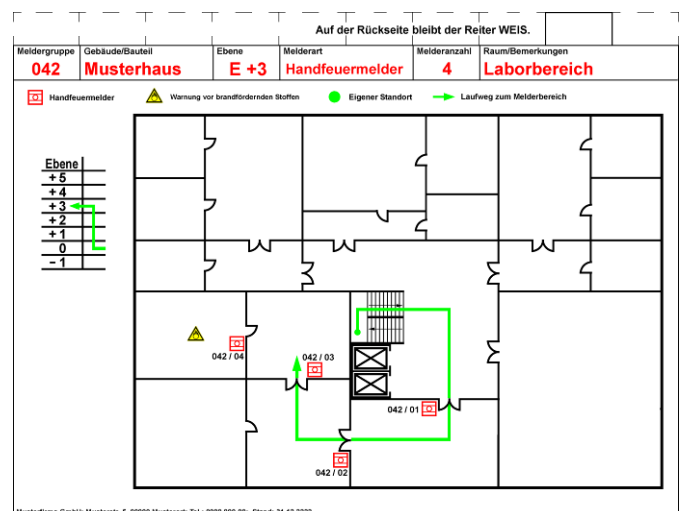 Auf der Rückseite bleibt der Reiter WEIS.
Meldergruppe Gebäude/Bauteil Ebene Melderart Melderanzahl Raum/Bemerkungen
042 Musterhaus E +3 Handfeuermelder 4 Laborbereich
Handfeuermelder Warnung vor brandfördernden Stoffen Eigener Standort Laufweg zum Melderbereich
Ebene
+ 5
+ 4
+ 3
+ 2
+ 1
0
- 1
042 / 04
042 / 03
042 / 01
042 / 02